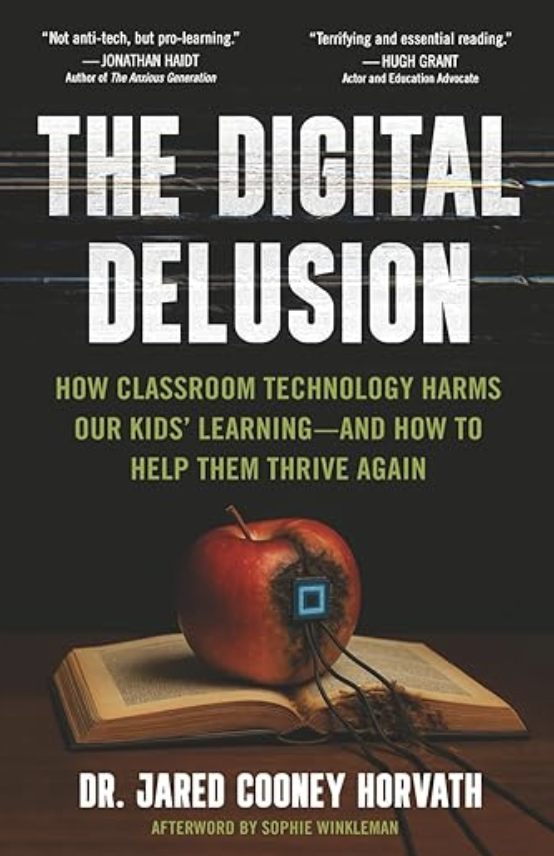 "Not anti-tech, but pro-learning."
—JONATHAN HAIDT
Author of The Anxious Generation
"Terrifying and essential reading."
—HUGH GRANT
Actor and Education Advocate
THE DIGITAL
DELUSION
HOW CLASSROOM TECHNOLOGY HARMS
OUR KIDS' LEARNING—AND HOW TO
HELP THEM THRIVE AGAIN
DR. JARED COONEY HORVATH
AFTERWORD BY SOPHIE WINKLEMAN